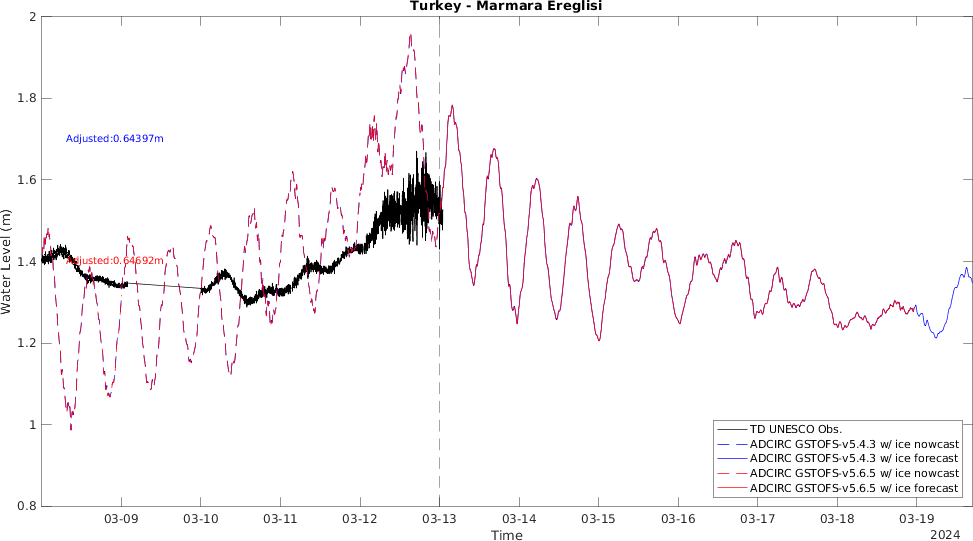 Turkey - Marmara Ereglisi
2
1.8
1.6
1.4
1.2
1
0.8
Water Level (m)
Adjusted:0.64397m
Adjusted:0.64692m
TD UNESCO Obs.
ADCIRC GSTOFS-v5.4.3 w/ ice nowcast
ADCIRC GSTOFS-v5.4.3 w/ ice forecast
ADCIRC GSTOFS-v5.6.5 w/ ice nowcast
ADCIRC GSTOFS-v5.6.5 w/ ice forecast
03-09 03-10 03-11 03-12 03-13 03-14 03-15 03-16 03-17 03-18 03-19
Time
2024